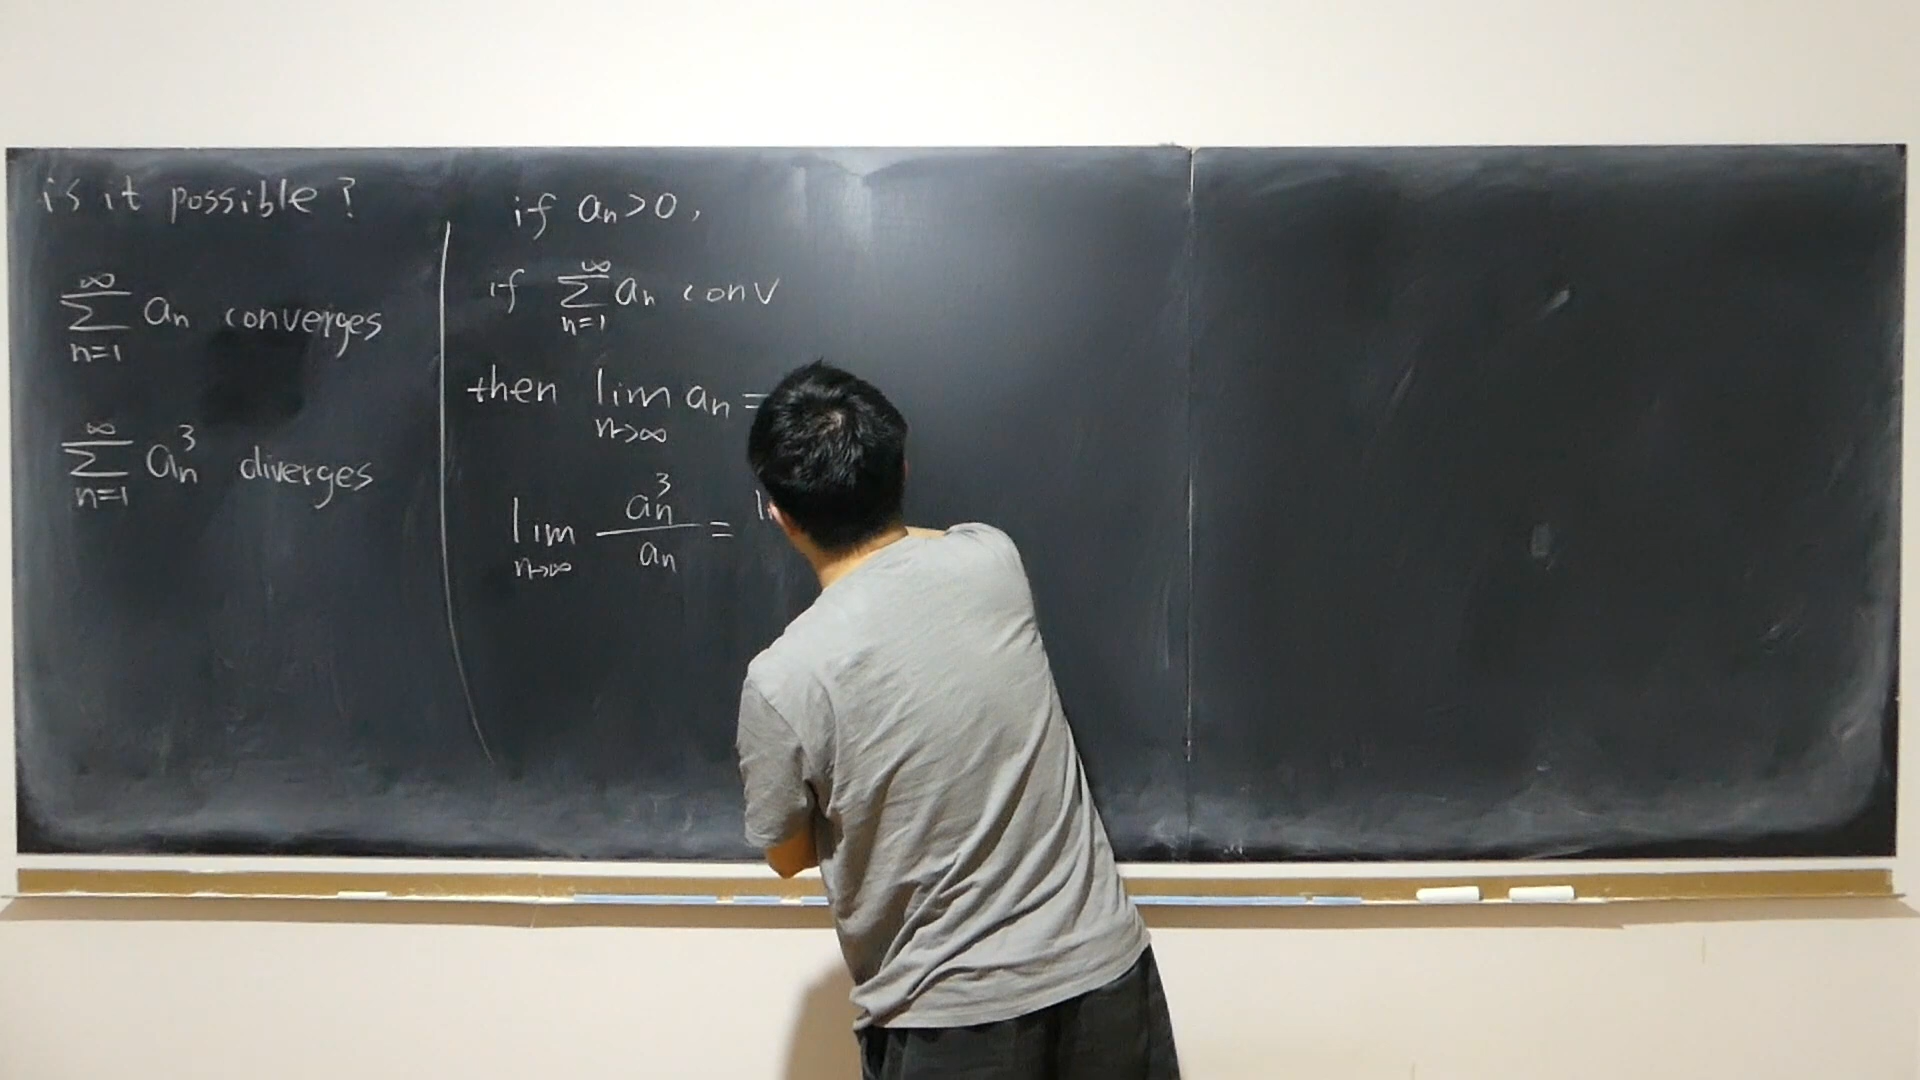 is it possible?
∞
∑ aₙ converges
n=1
∞
∑ aₙ³ diverges
n=1
if aₙ>0,
∞
if ∑ aₙ conv
n=1
then lim aₙ =
n→∞
lim aₙ³/aₙ =
n→∞